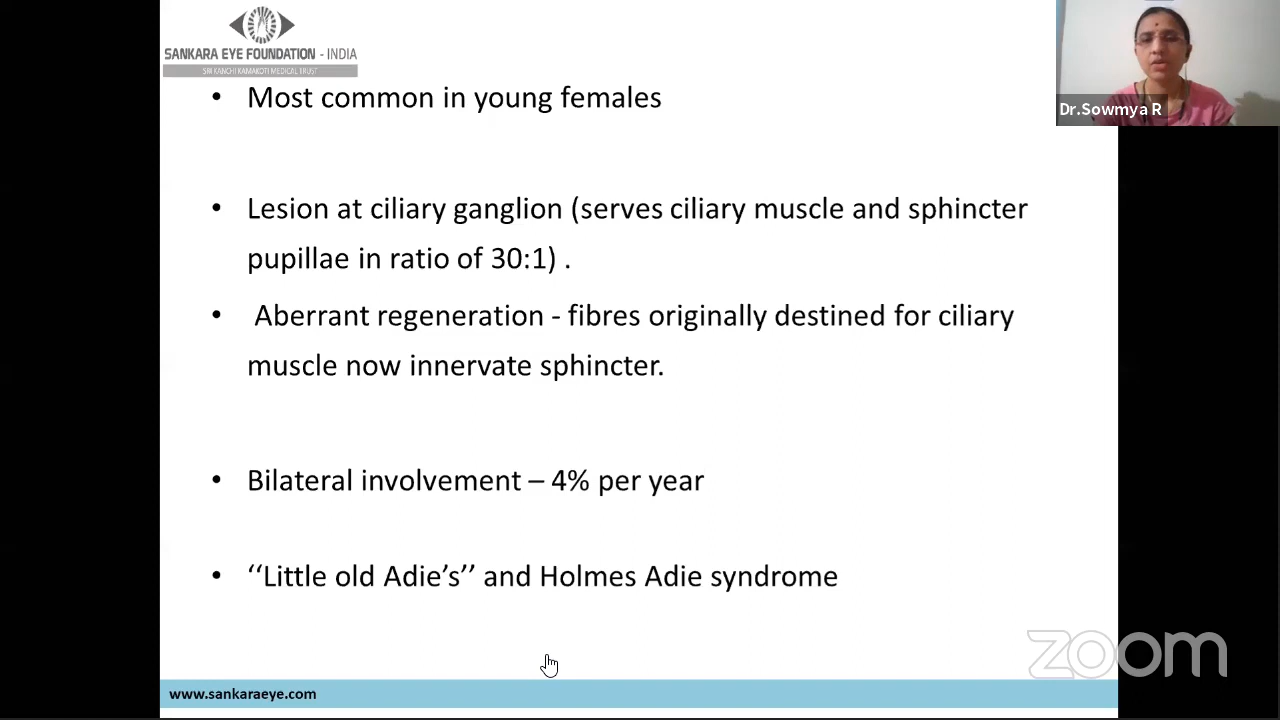 SANKARA EYE FOUNDATION - INDIA
SRI KANCHI KAMAKOTI MEDICAL TRUST
• Most common in young females
Dr.Sowmya R
• Lesion at ciliary ganglion (serves ciliary muscle and sphincter
pupillae in ratio of 30:1) .
• Aberrant regeneration - fibres originally destined for ciliary
muscle now innervate sphincter.
• Bilateral involvement – 4% per year
• ‘‘Little old Adie’s’’ and Holmes Adie syndrome
zoom
www.sankaraeye.com